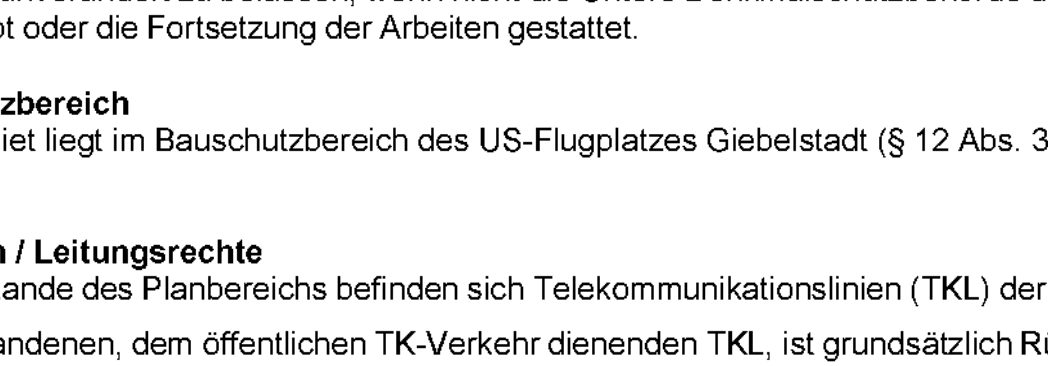 oder die Fortsetzung der Arbeiten gestattet.
zbereich
iet liegt im Bauschutzbereich des US-Flugplatzes Giebelstadt (§ 12 Abs. 3
/ Leitungsrechte
ande des Planbereichs befinden sich Telekommunikationslinien (TKL) der
andenen, dem öffentlichen TK-Verkehr dienenden TKL, ist grundsätzlich Rü